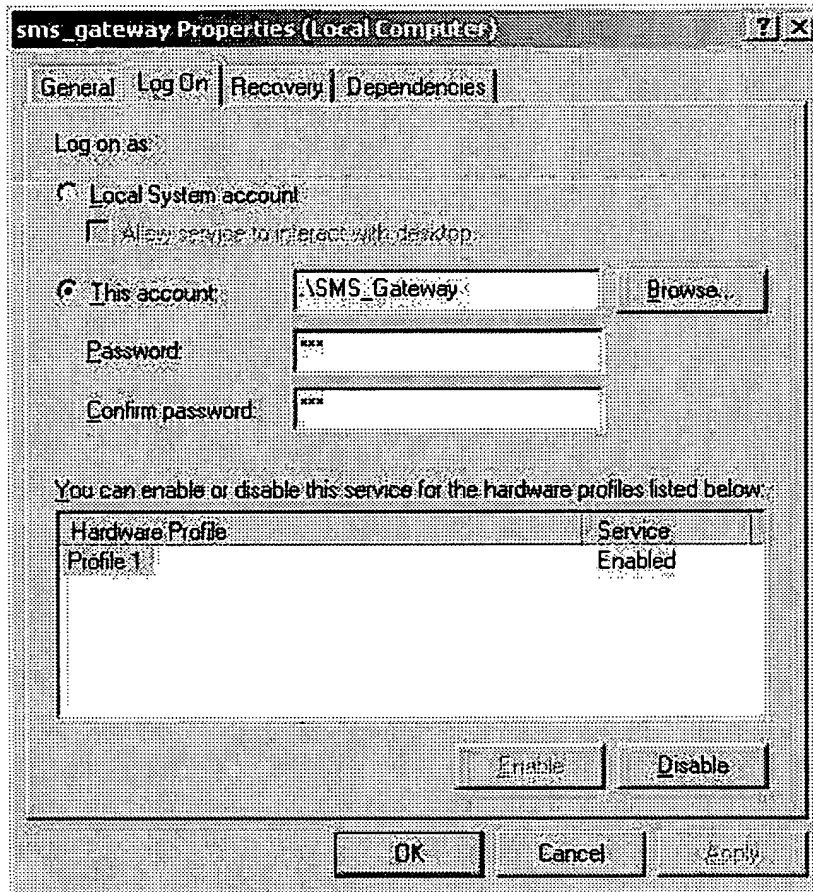 sms_gateway Properties (Local Computer)
General Log On Recovery Dependencies
Log on as:
Local System account
Allow service to interact with desktop
This account: .\SMS_Gateway Browse...
Password: ***
Confirm password: ***
You can enable or disable this service for the hardware profiles listed below:
Hardware Profile Service
Profile 1 Enabled
Enable Disable
OK Cancel Apply